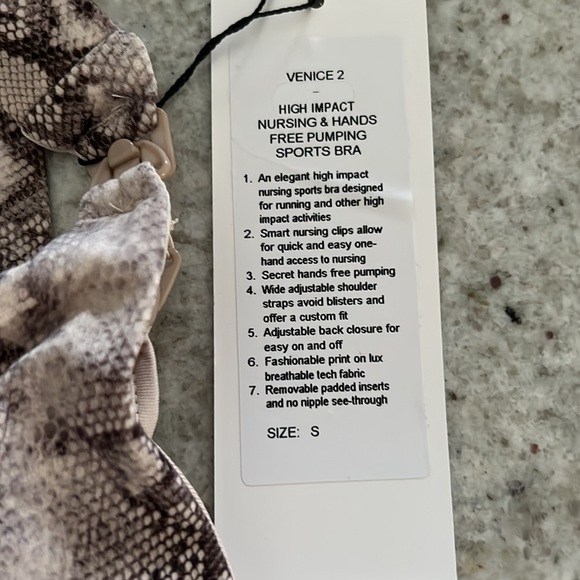 VENICE 2
-
HIGH IMPACT
NURSING & HANDS
FREE PUMPING
SPORTS BRA
1. An elegant high impact
nursing sports bra designed
for running and other high
impact activities
2. Smart nursing clips allow
for quick and easy one-
hand access to nursing
3. Secret hands free pumping
4. Wide adjustable shoulder
straps avoid blisters and
offer a custom fit
5. Adjustable back closure for
easy on and off
6. Fashionable print on lux
breathable tech fabric
7. Removable padded inserts
and no nipple see-through
SIZE: S